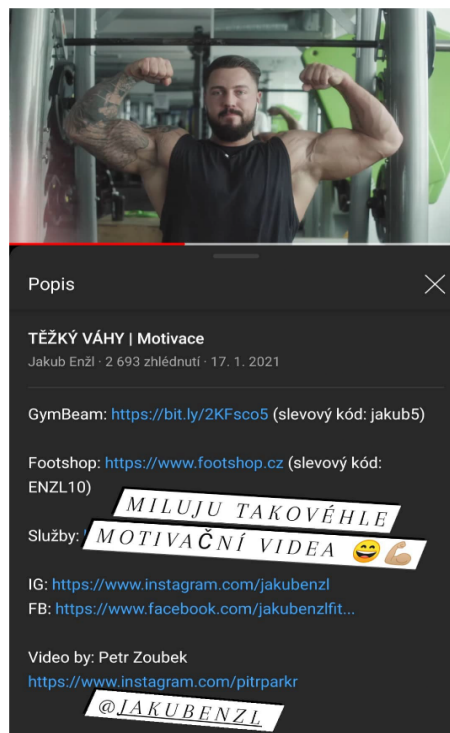 Popis
TĚŽKÝ VÁHY | Motivace
Jakub Enžl · 2 693 zhlédnutí · 17. 1. 2021
GymBeam: https://bit.ly/2KFsco5 (slevový kód: jakub5)
Footshop: https://www.footshop.cz (slevový kód:
ENZL10)
MILUJU TAKOVÉHLE
Služby:
MOTIVAČNÍ VIDEA 😄💪🏼
IG: https://www.instagram.com/jakubenzl
FB: https://www.facebook.com/jakubenzlfit...
Video by: Petr Zoubek
https://www.instagram.com/pitrparkr
@JAKUBENZL